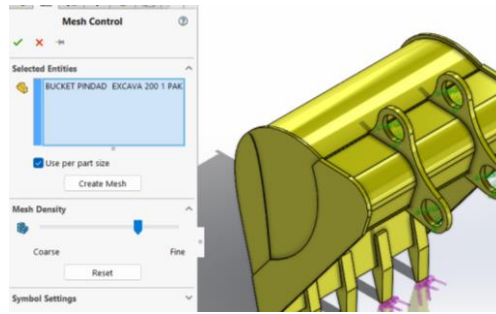 Mesh Control
Selected Entities
BUCKET PINDAD EXCAVA 200 1 PAK
Use per part size
Create Mesh
Mesh Density
Coarse Fine
Reset
Symbol Settings